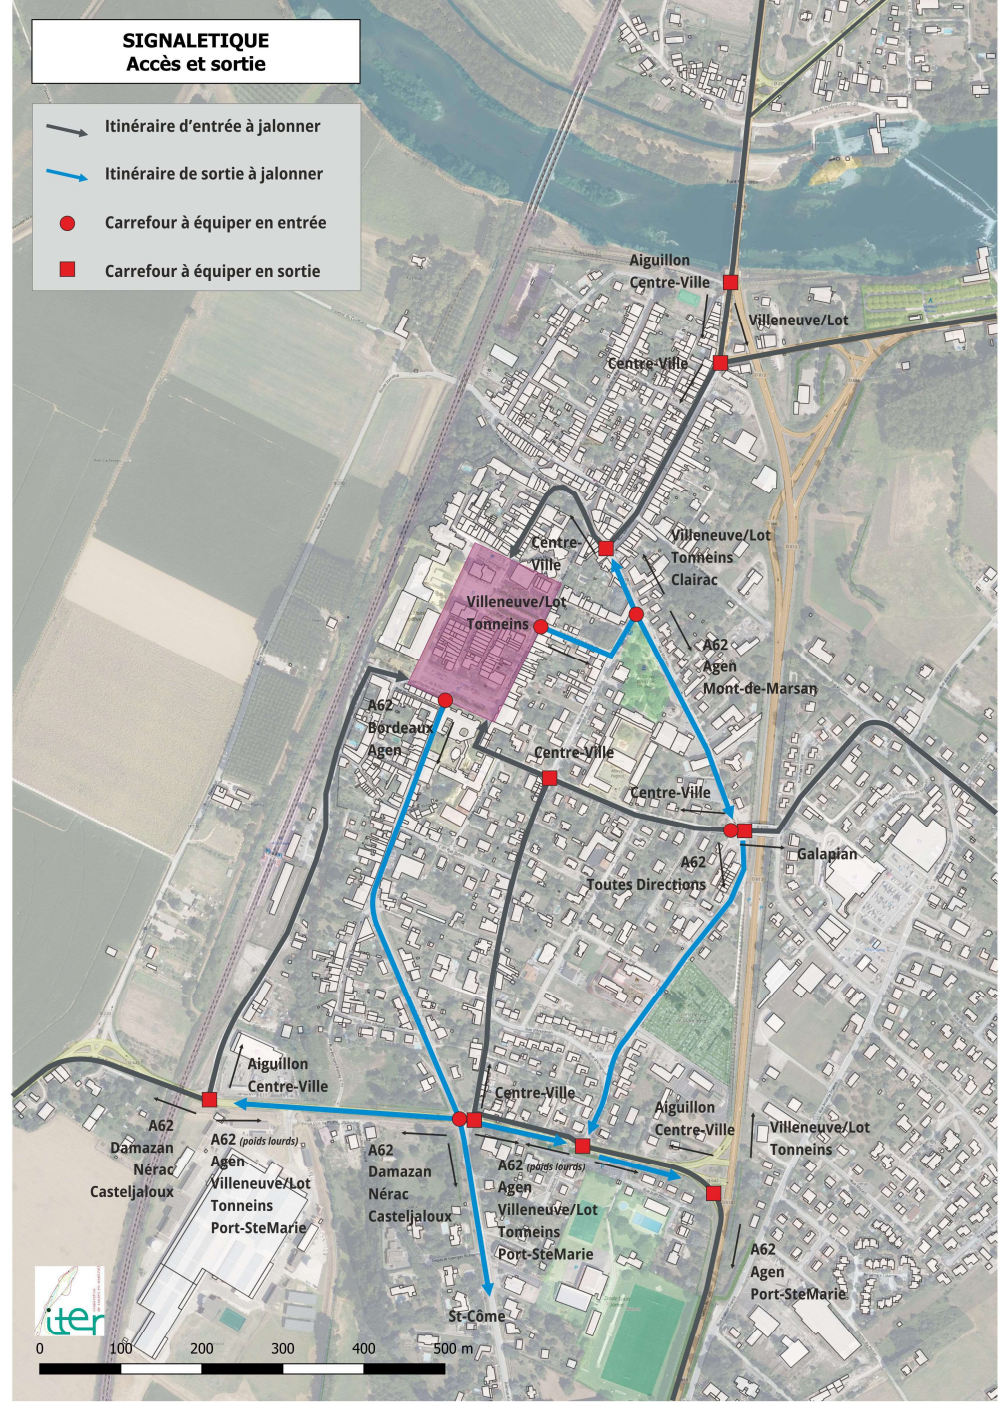 SIGNALETIQUE
Accès et sortie
Itinéraire d'entrée à jalonner
Itinéraire de sortie à jalonner
Carrefour à équiper en entrée
Carrefour à équiper en sortie
Aiguillon
Centre-Ville
Villeneuve/Lot
Centre-Ville
Centre-
Ville
Villeneuve/Lot
Tonneins
Clairac
Villeneuve/Lot
Tonneins
A62
Agen
Mont-de-Marsan
A62
Bordeaux
Agen
Centre-Ville
Centre-Ville
Galapian
A62
Toutes Directions
Aiguillon
Centre-Ville
Centre-Ville
Aiguillon
Centre-Ville
Villeneuve/Lot
Tonneins
A62
Damazan
Nérac
Casteljaloux
A62 (poids lourds)
Agen
Villeneuve/Lot
Tonneins
Port-SteMarie
A62
Damazan
Nérac
Casteljaloux
A62 (poids lourds)
Agen
Villeneuve/Lot
Tonneins
Port-SteMarie
A62
Agen
Port-SteMarie
St-Côme
iter
0 100 200 300 400 500 m